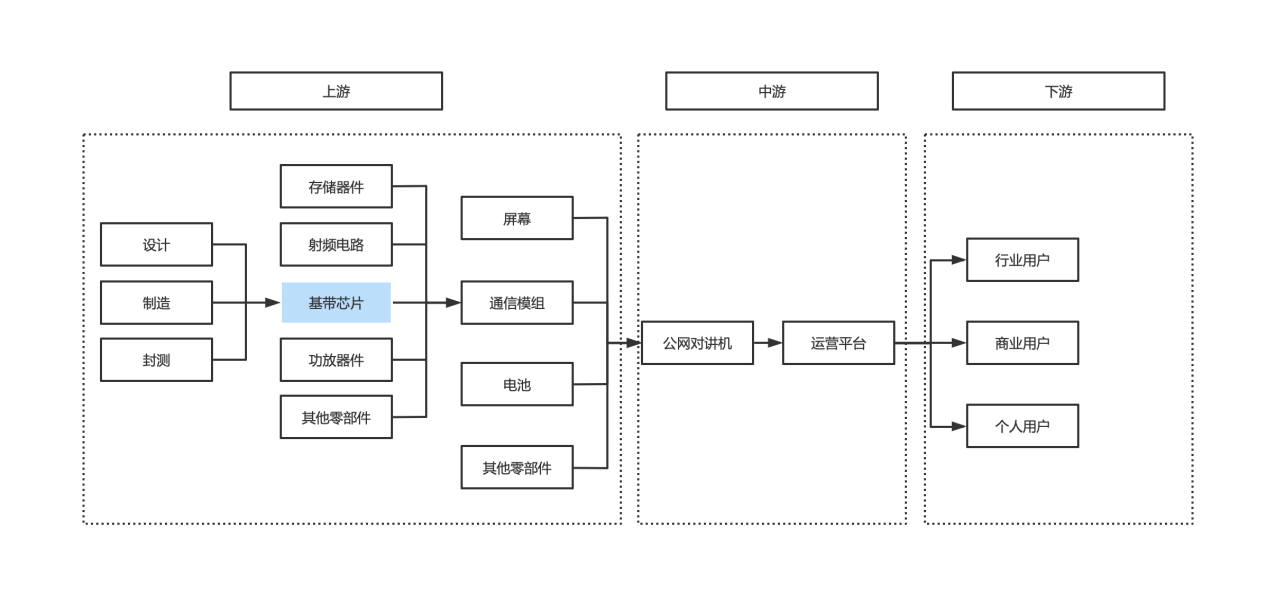 上游
中游
下游
设计
制造
封测
存储器件
射频电路
基带芯片
功放器件
其他零部件
屏幕
通信模组
电池
其他零部件
公网对讲机
运营平台
行业用户
商业用户
个人用户